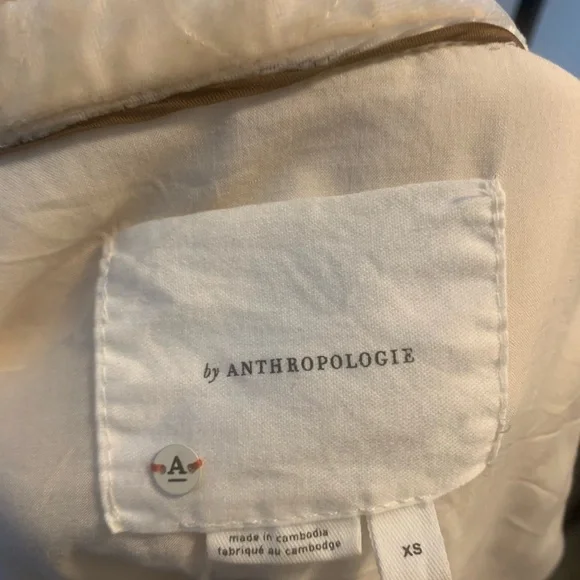 by ANTHROPOLOGIE
A
made in cambodia
fabriqué au cambodge
XS